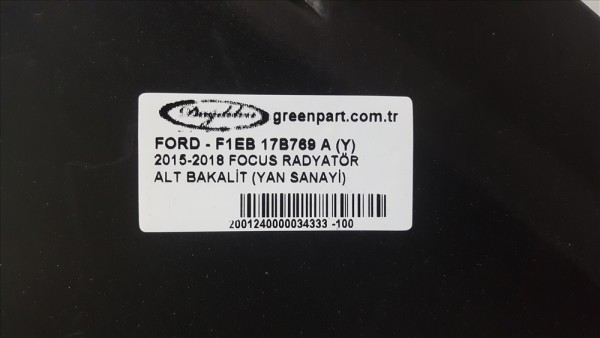 greenpart.com.tr
FORD - F1EB 17B769 A (Y)
2015-2018 FOCUS RADYATÖR
ALT BAKALİT (YAN SANAYİ)
2001240000034333 -100